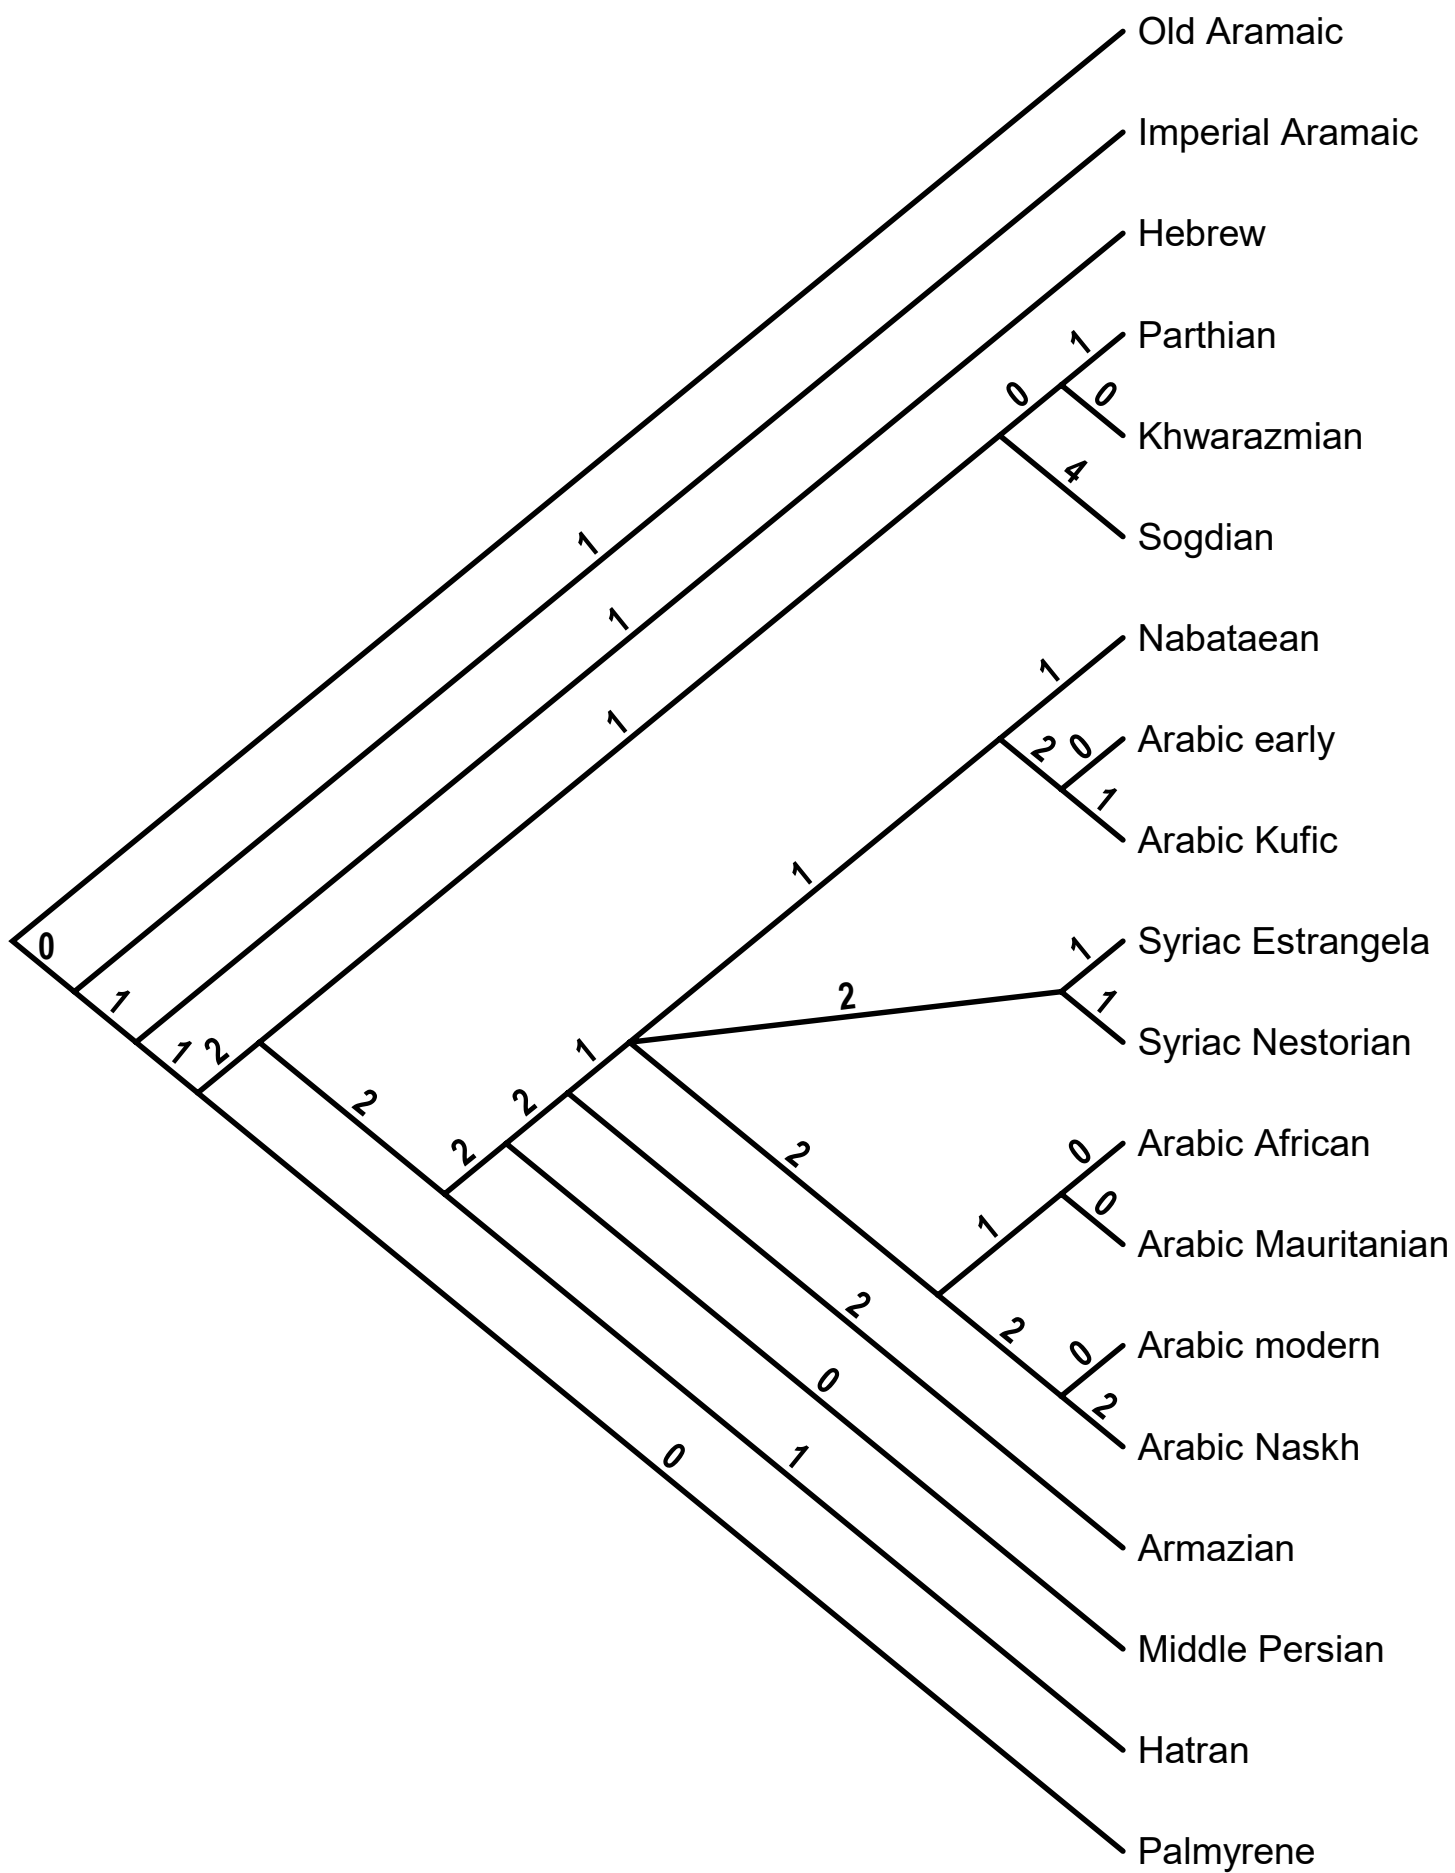 Old Aramaic
Imperial Aramaic
Hebrew
1
Parthian
0
0
Khwarazmian
4
Sogdian
1
1
Nabataean
1
1
2 0
Arabic early
1
Arabic Kufic
1
0
1
Syriac Estrangela
2
1
1
Syriac Nestorian
1 2
1
2
2
2
2
0
Arabic African
0
1
Arabic Mauritanian
2
2
0
Arabic modern
0
2
Arabic Naskh
1
0
Armazian
Middle Persian
Hatran
Palmyrene